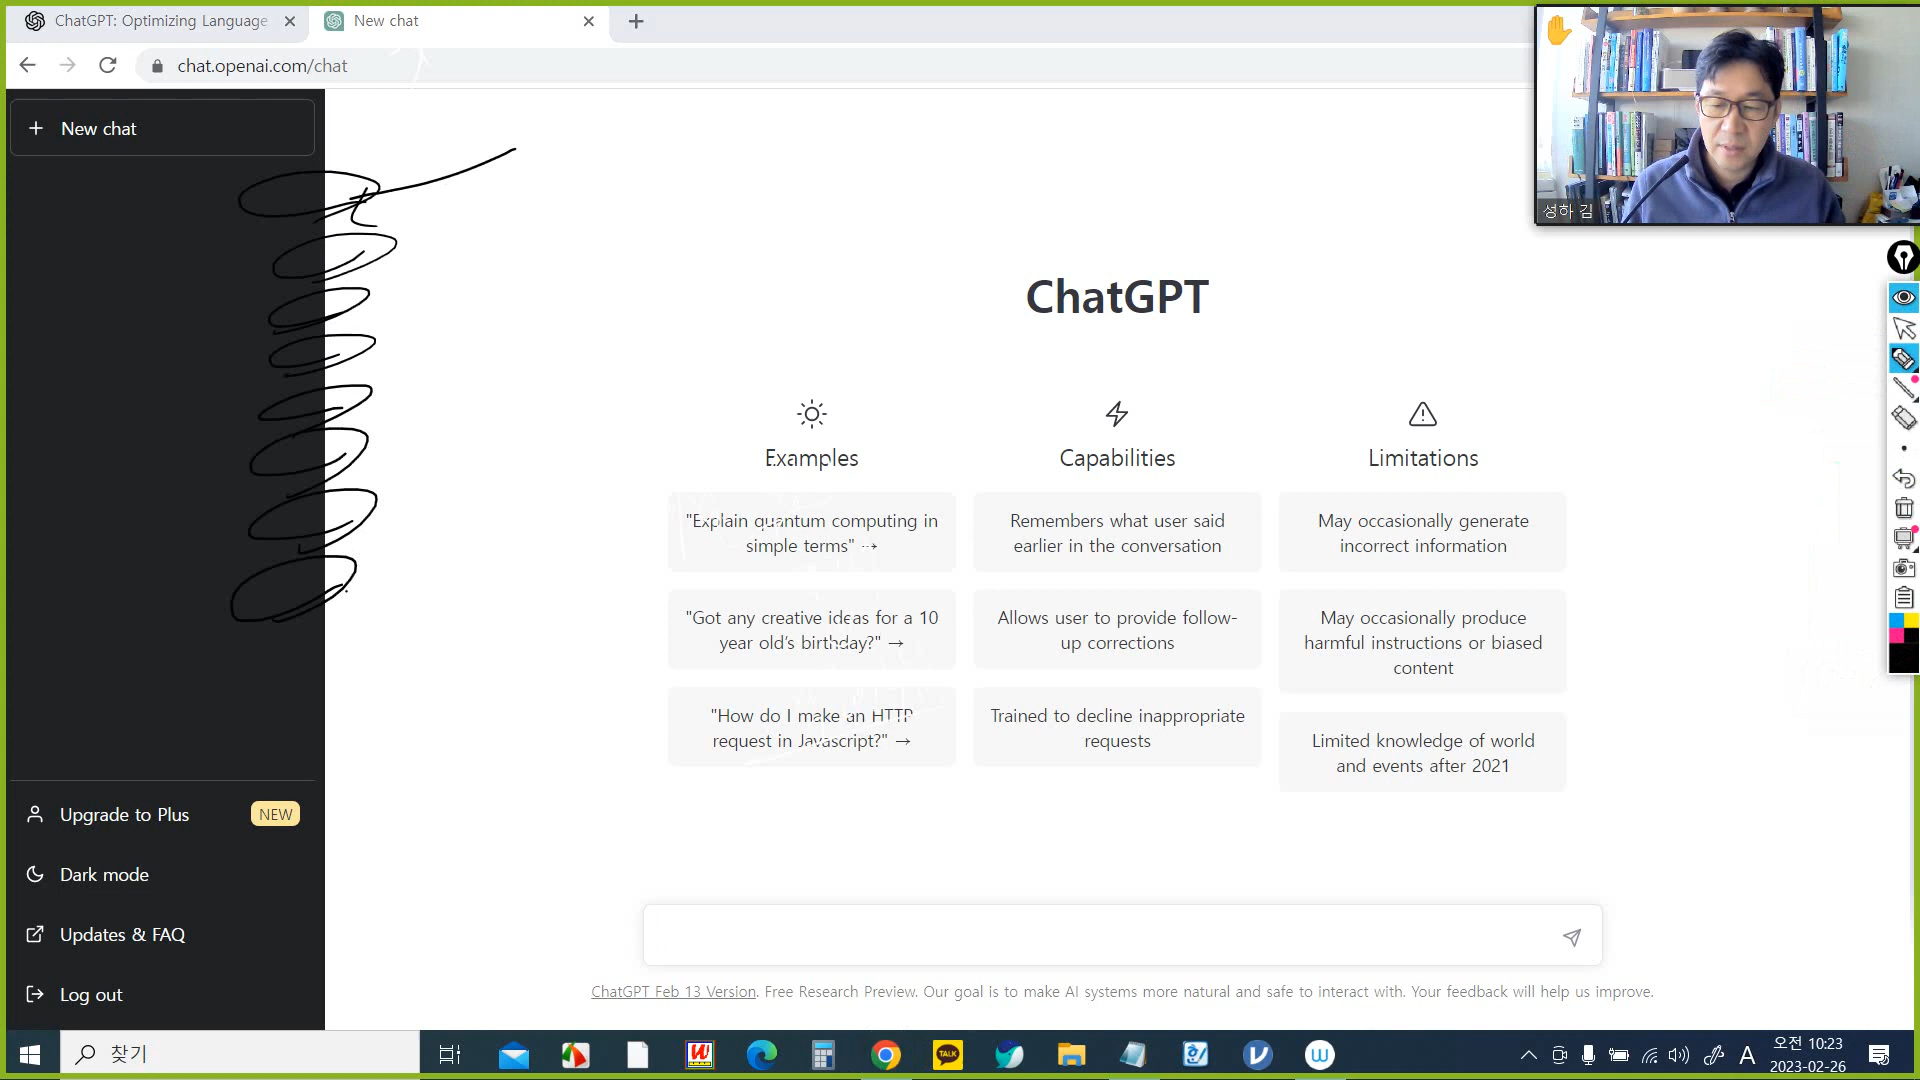 ChatGPT: Optimizing Language
New chat
chat.openai.com/chat
New chat
성하 김
ChatGPT
Examples
Capabilities
Limitations
"Explain quantum computing in
simple terms" →
Remembers what user said
earlier in the conversation
May occasionally generate
incorrect information
"Got any creative ideas for a 10
year old's birthday?" →
Allows user to provide follow-
up corrections
May occasionally produce
harmful instructions or biased
content
"How do I make an HTTP
request in Javascript?" →
Trained to decline inappropriate
requests
Limited knowledge of world
and events after 2021
Upgrade to Plus
NEW
Dark mode
Updates & FAQ
Log out
ChatGPT Feb 13 Version. Free Research Preview. Our goal is to make AI systems more natural and safe to interact with. Your feedback will help us improve.
찾기
W
TALK
A
오전 10:23
2023-02-26